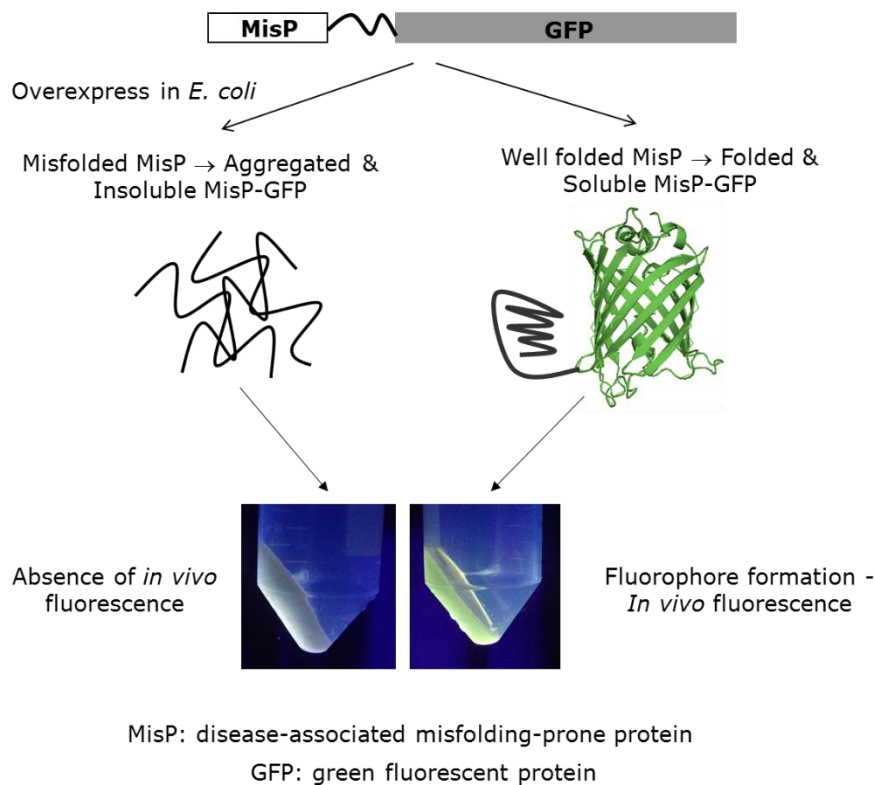 MisP
GFP
Overexpress in E. coli
Misfolded MisP → Aggregated &
Insoluble MisP-GFP
Well folded MisP → Folded &
Soluble MisP-GFP
Absence of in vivo
fluorescence
Fluorophore formation -
In vivo fluorescence
MisP: disease-associated misfolding-prone protein
GFP: green fluorescent protein